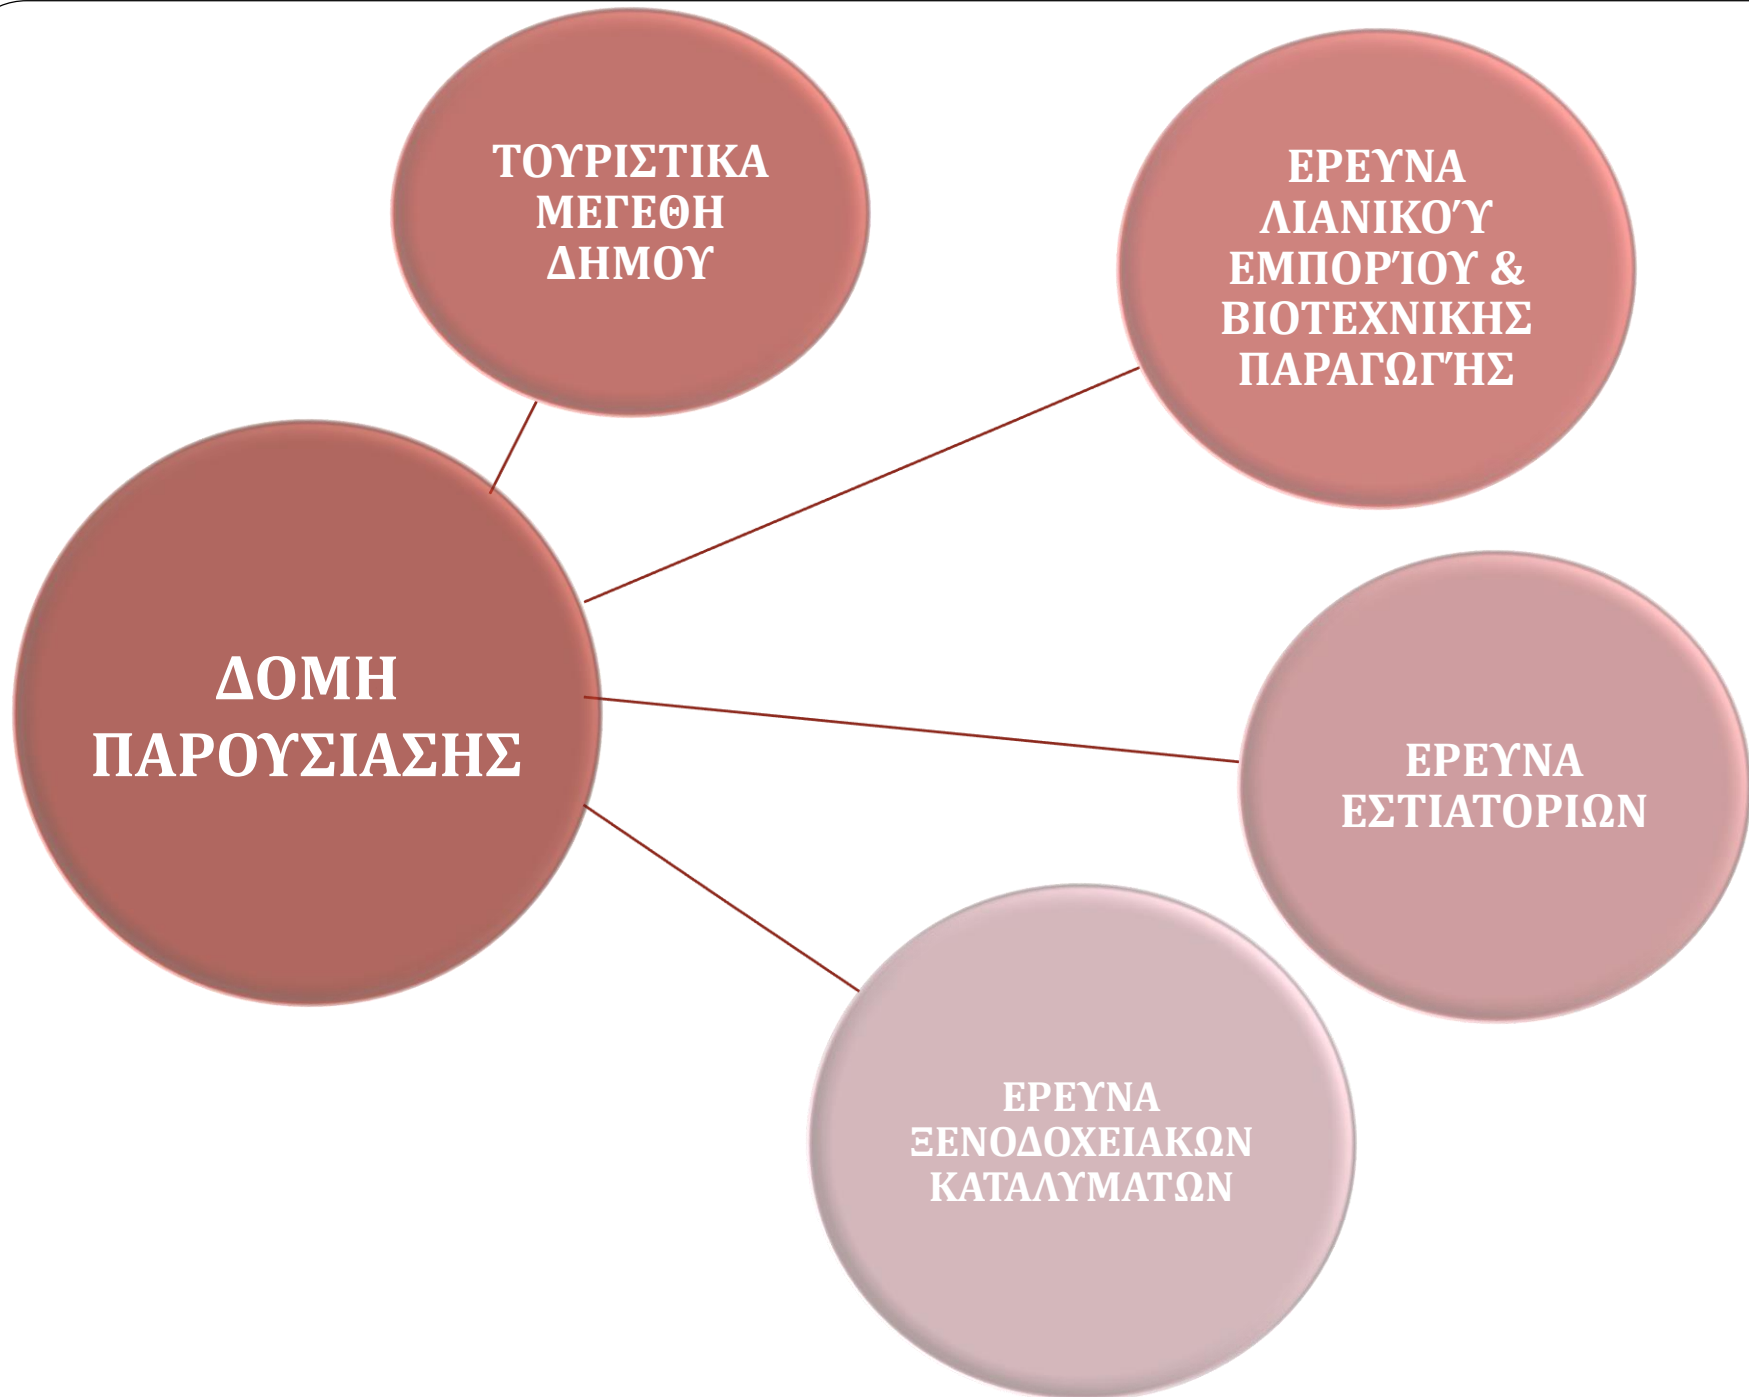 ΤΟΥΡΙΣΤΙΚΑ
ΜΕΓΕΘΗ
ΔΗΜΟΥ
ΕΡΕΥΝΑ
ΛΙΑΝΙΚΟΎ
ΕΜΠΟΡΊΟΥ &
ΒΙΟΤΕΧΝΙΚΗΣ
ΠΑΡΑΓΩΓΉΣ
ΔΟΜΗ
ΠΑΡΟΥΣΙΑΣΗΣ
ΕΡΕΥΝΑ
ΕΣΤΙΑΤΟΡΙΩΝ
ΕΡΕΥΝΑ
ΞΕΝΟΔΟΧΕΙΑΚΩΝ
ΚΑΤΑΛΥΜΑΤΩΝ